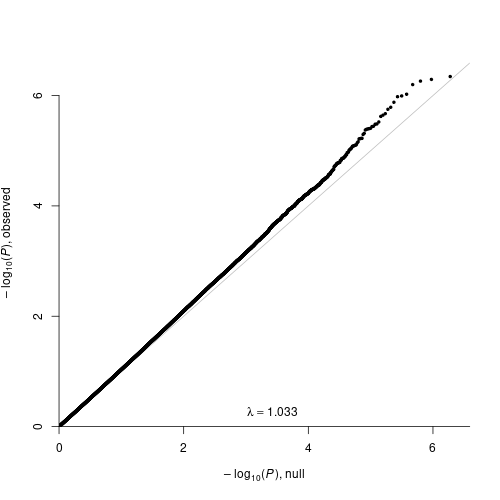 6
4
2
0
− log₁₀(P), observed
λ = 1.033
0 2 4 6
− log₁₀(P), null